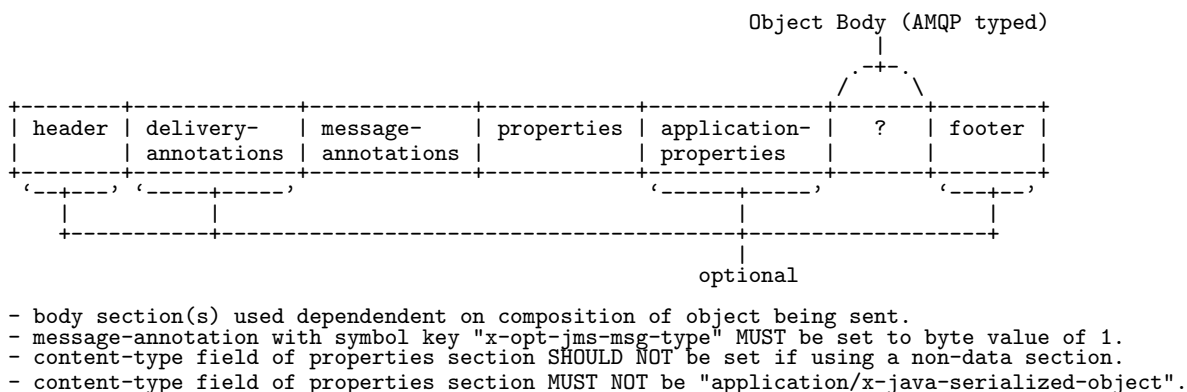 Object Body (AMQP typed)
| header | delivery- | message- | properties | application- | ? | footer |
| | annotations | annotations | | properties | | |
optional
- body section(s) used dependendent on composition of object being sent.
- message-annotation with symbol key "x-opt-jms-msg-type" MUST be set to byte value of 1.
- content-type field of properties section SHOULD NOT be set if using a non-data section.
- content-type field of properties section MUST NOT be "application/x-java-serialized-object".